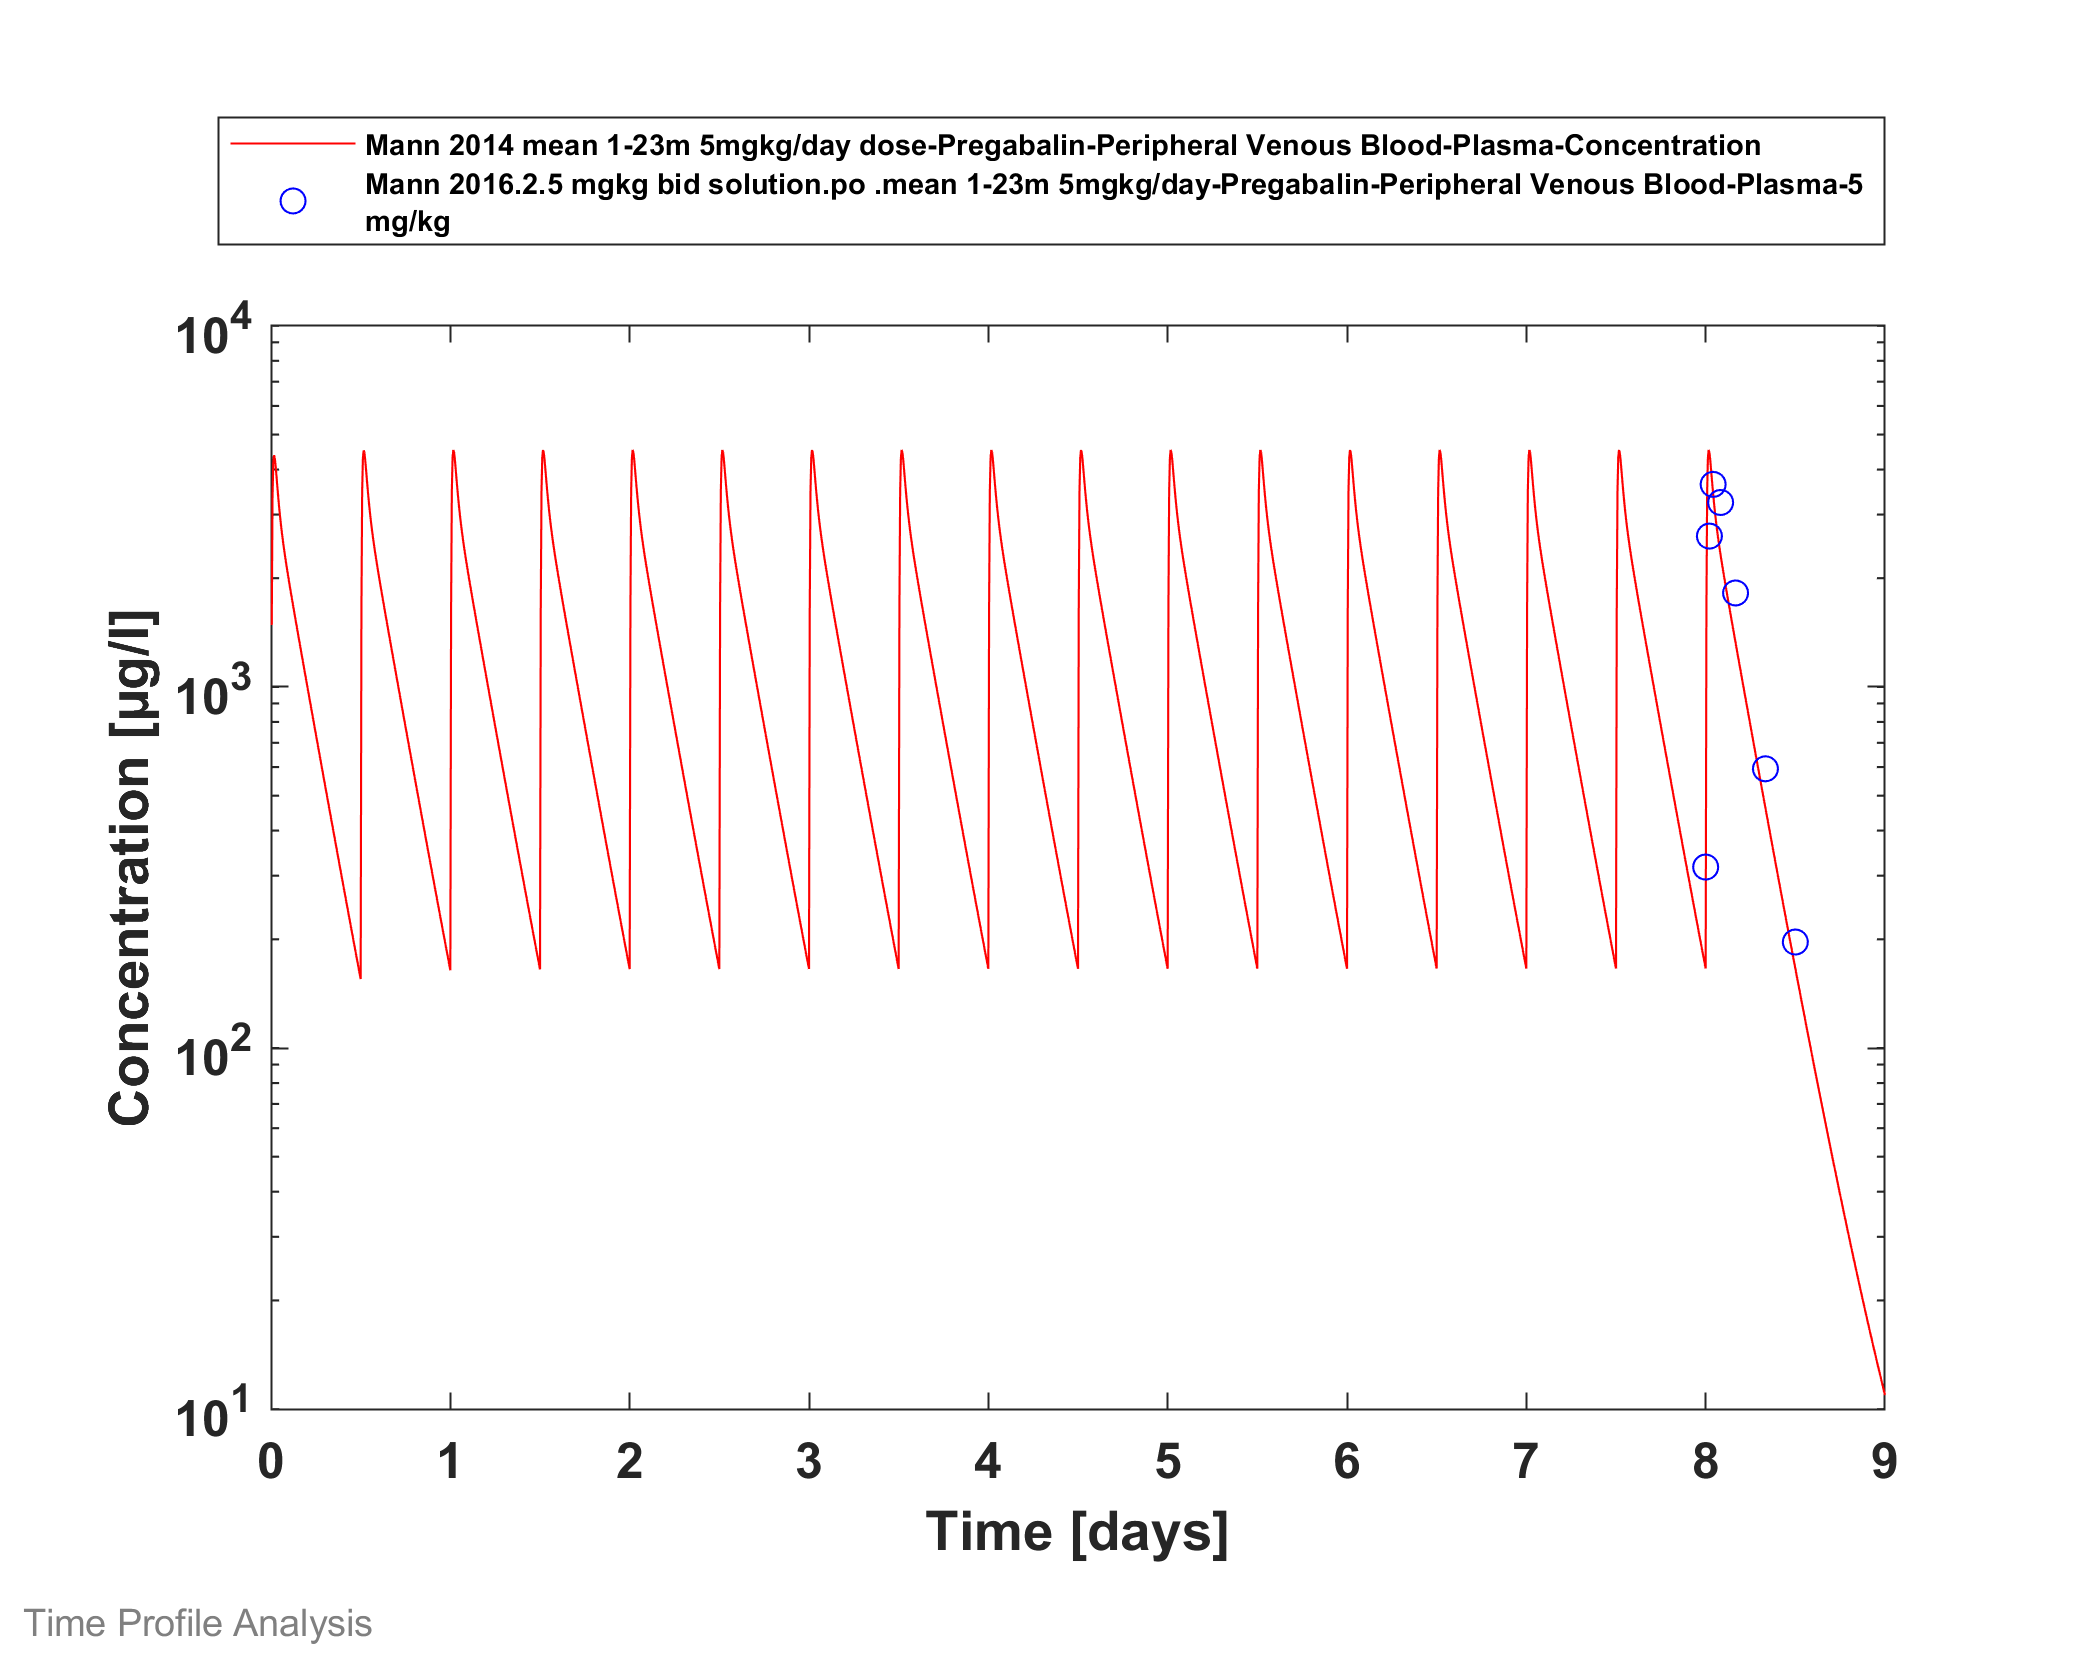 Mann 2014 mean 1-23m 5mgkg/day dose-Pregabalin-Peripheral Venous Blood-Plasma-Concentration
Mann 2016.2.5 mgkg bid solution.po .mean 1-23m 5mgkg/day-Pregabalin-Peripheral Venous Blood-Plasma-5
mg/kg
10^4
10^3
10^2
10^1
Concentration [µg/l]
0 1 2 3 4 5 6 7 8 9
Time [days]
Time Profile Analysis